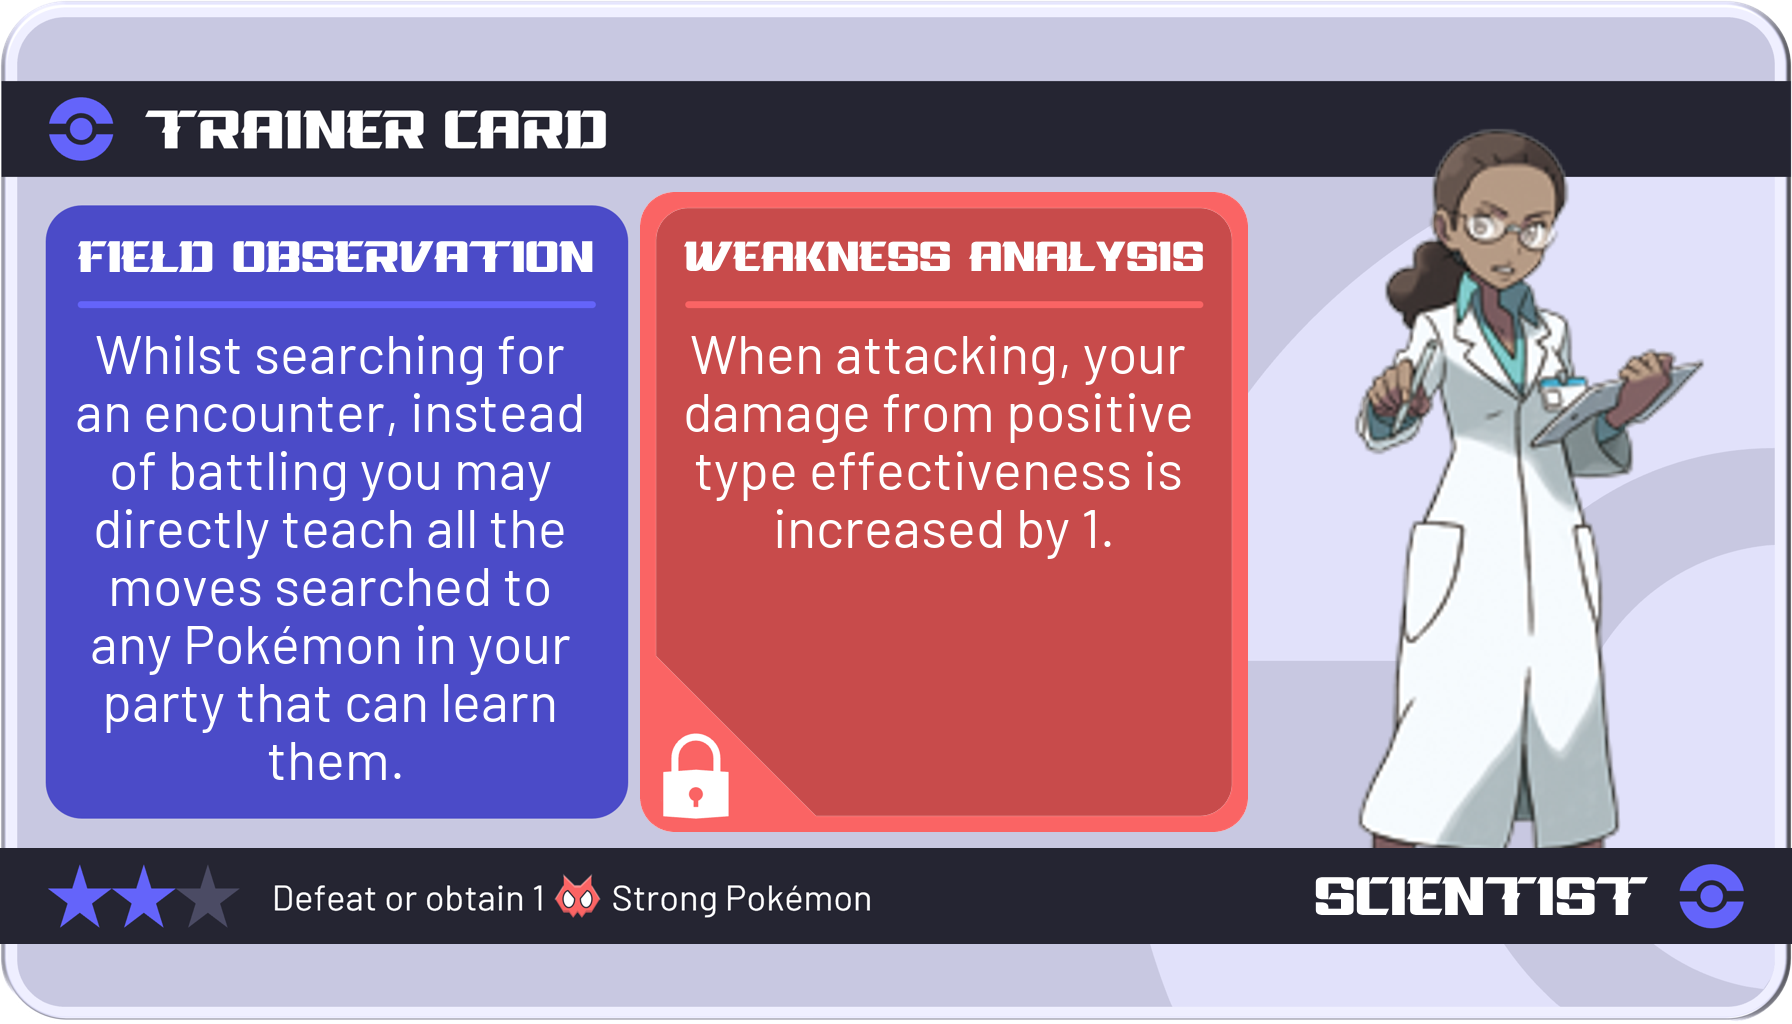 TRAINER CARD
FIELD OBSERVATION
Whilst searching for
an encounter, instead
of battling you may
directly teach all the
moves searched to
any Pokémon in your
party that can learn
them.
WEAKNESS ANALYSIS
When attacking, your
damage from positive
type effectiveness is
increased by 1.
Defeat or obtain 1 Strong Pokémon
SCIENTIST